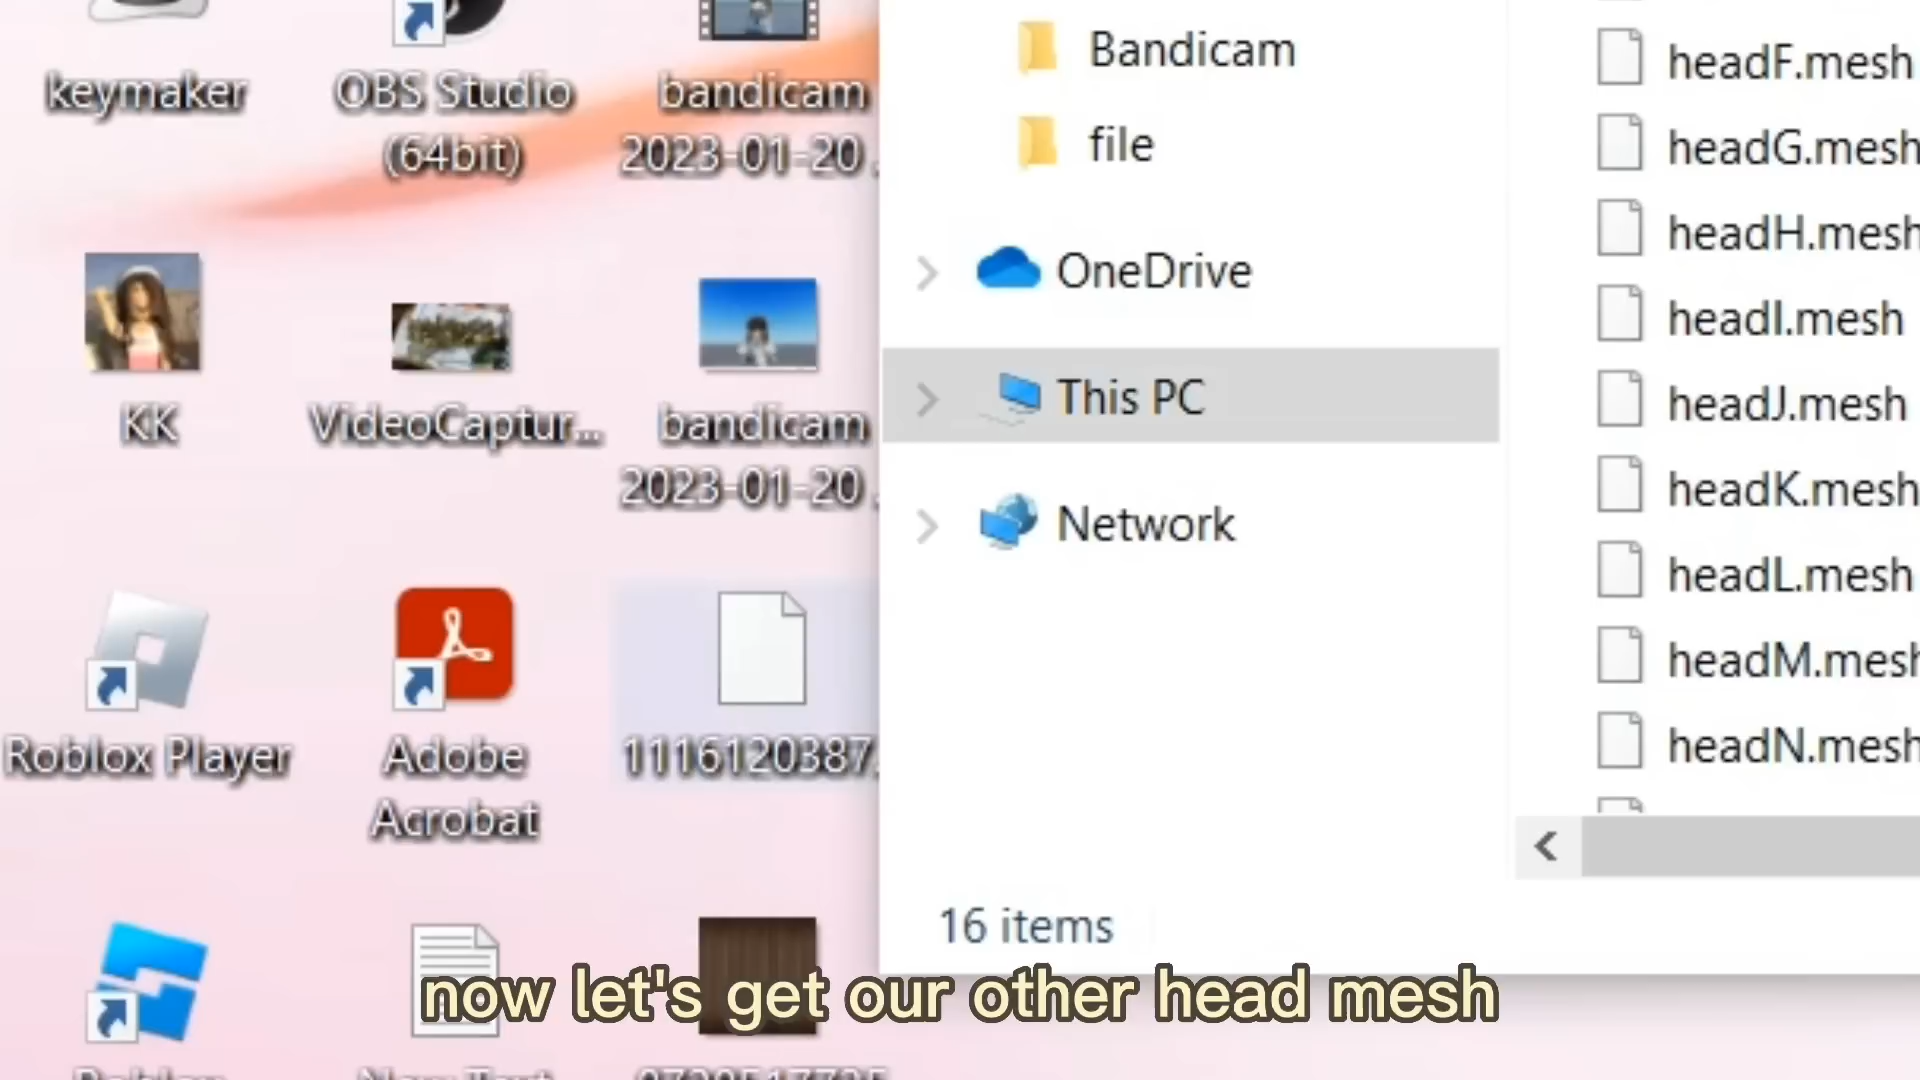 keymaker
OBS Studio
(64bit)
bandicam
2023-01-20 .
KK
VideoCaptur...
bandicam
2023-01-20 .
Roblox Player
Adobe
Acrobat
1116120387.
Bandicam
file
OneDrive
This PC
Network
16 items
headF.mesh
headG.mesh
headH.mesh
headI.mesh
headJ.mesh
headK.mesh
headL.mesh
headM.mesh
headN.mesh
now let's get our other head mesh